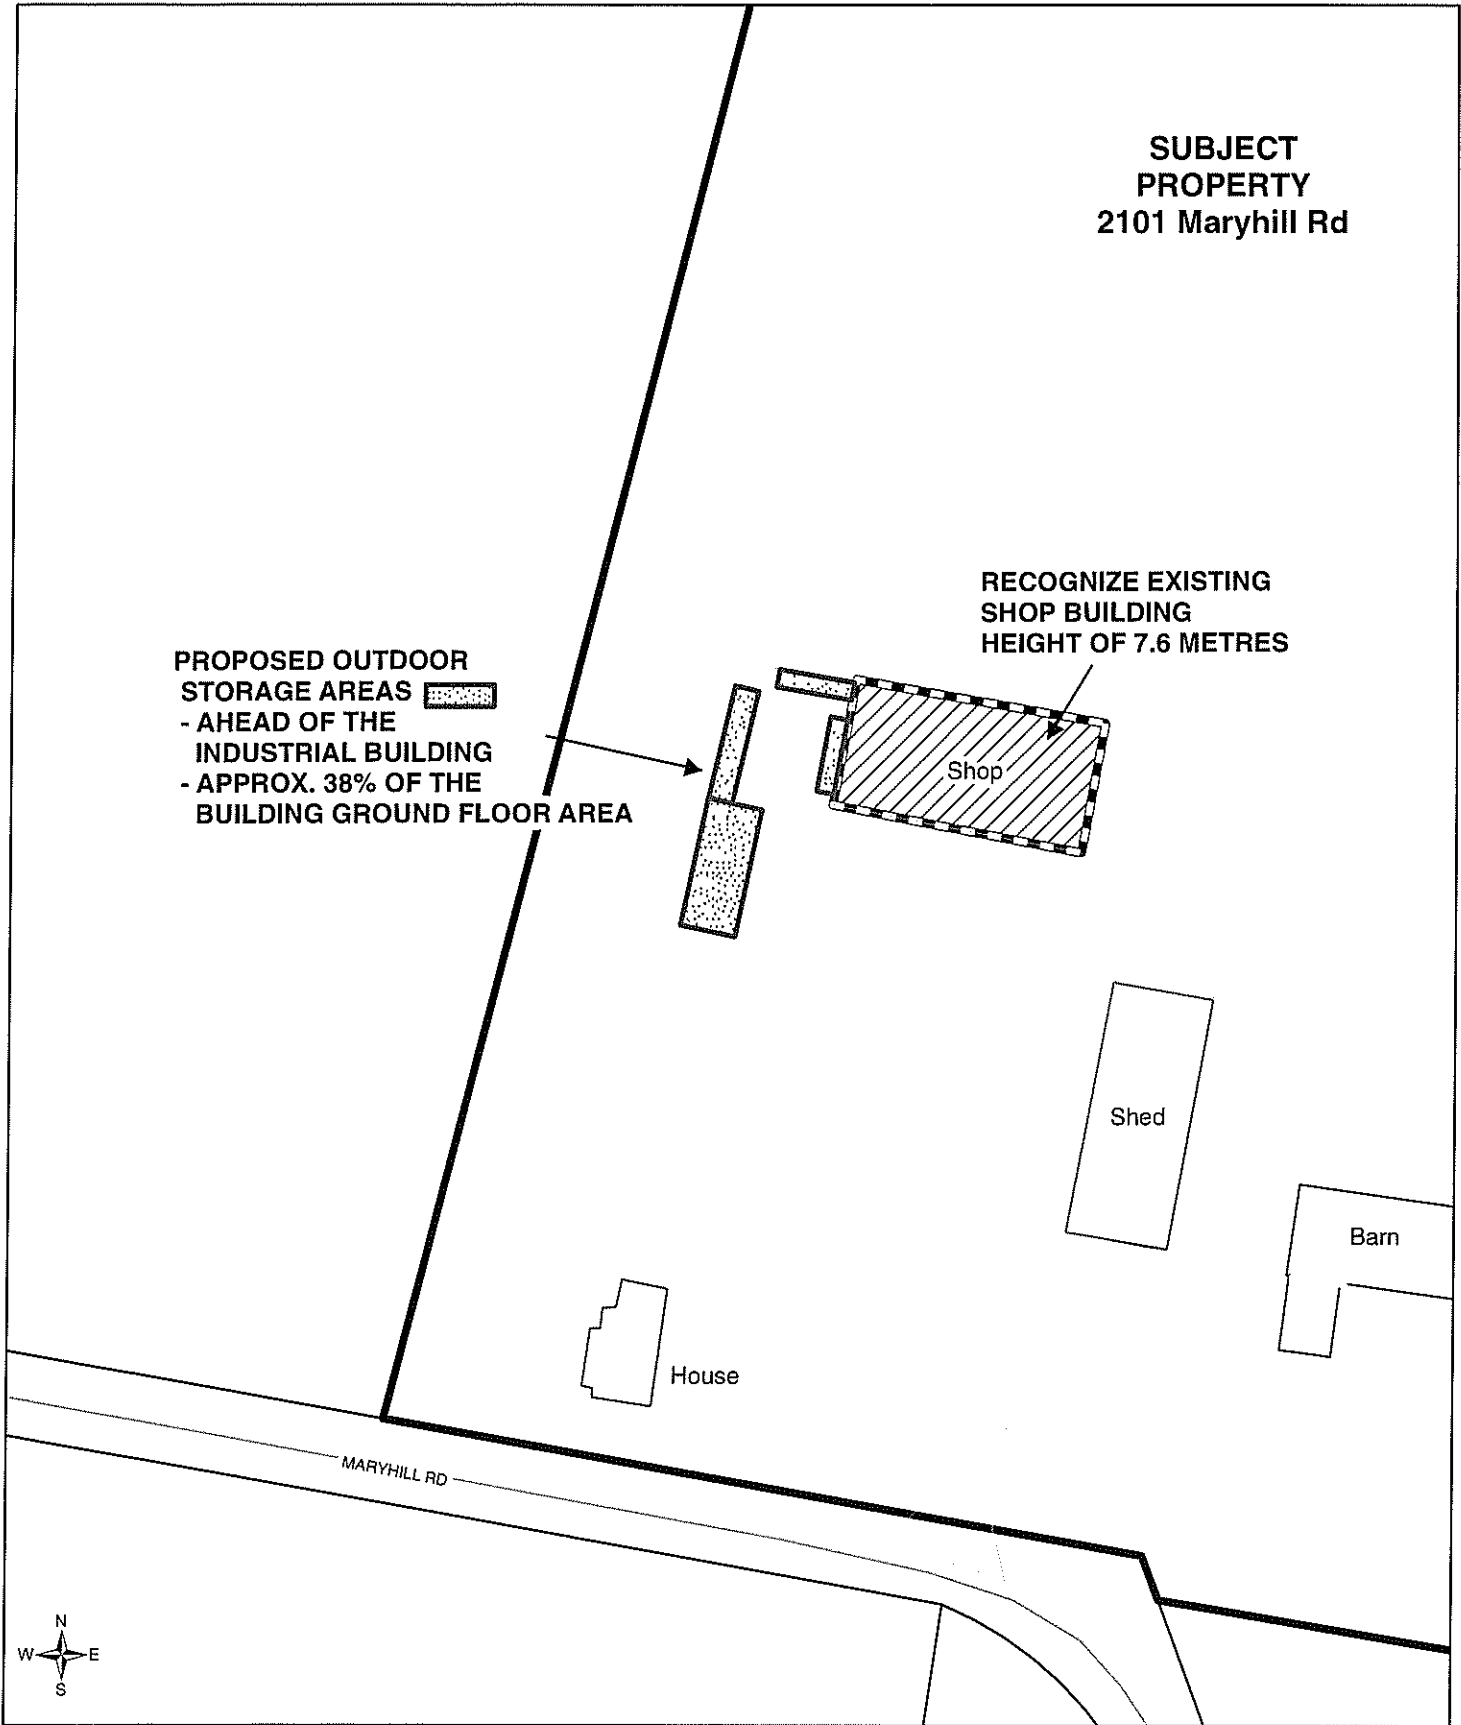 SUBJECT
PROPERTY
2101 Maryhill Rd
RECOGNIZE EXISTING
SHOP BUILDING
HEIGHT OF 7.6 METRES
PROPOSED OUTDOOR
STORAGE AREAS
- AHEAD OF THE
INDUSTRIAL BUILDING
- APPROX. 38% OF THE
BUILDING GROUND FLOOR AREA
Shop
Shed
Barn
House
MARYHILL RD
N
W E
S